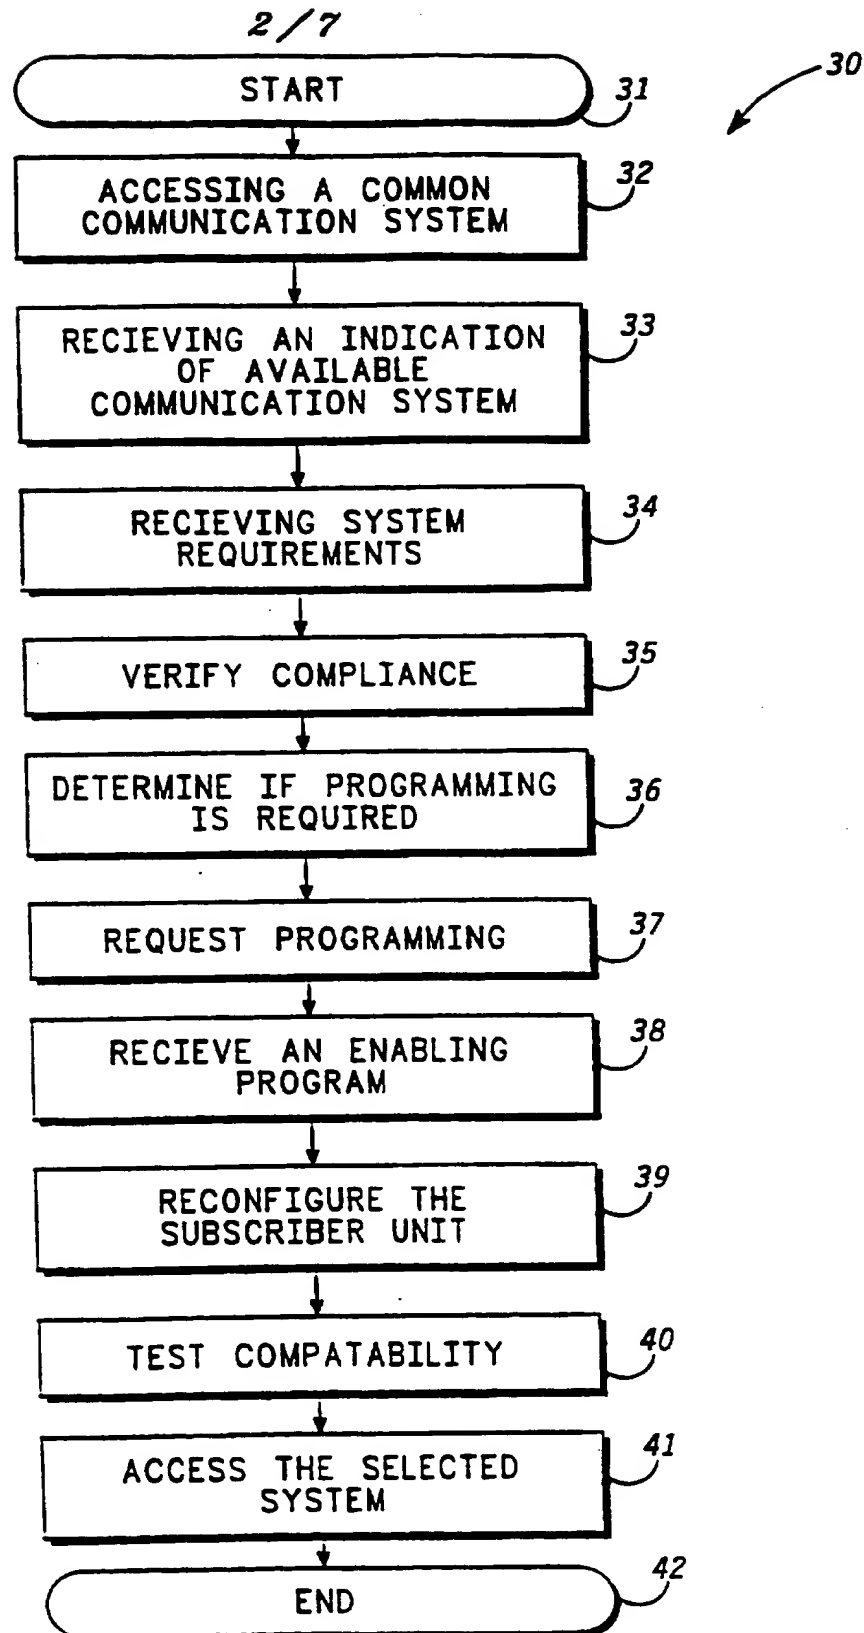 2/7
30
START
31
ACCESSING A COMMON
COMMUNICATION SYSTEM
32
RECIEVING AN INDICATION
OF AVAILABLE
COMMUNICATION SYSTEM
33
RECIEVING SYSTEM
REQUIREMENTS
34
VERIFY COMPLIANCE
35
DETERMINE IF PROGRAMMING
IS REQUIRED
36
REQUEST PROGRAMMING
37
RECIEVE AN ENABLING
PROGRAM
38
RECONFIGURE THE
SUBSCRIBER UNIT
39
TEST COMPATABILITY
40
ACCESS THE SELECTED
SYSTEM
41
END
42